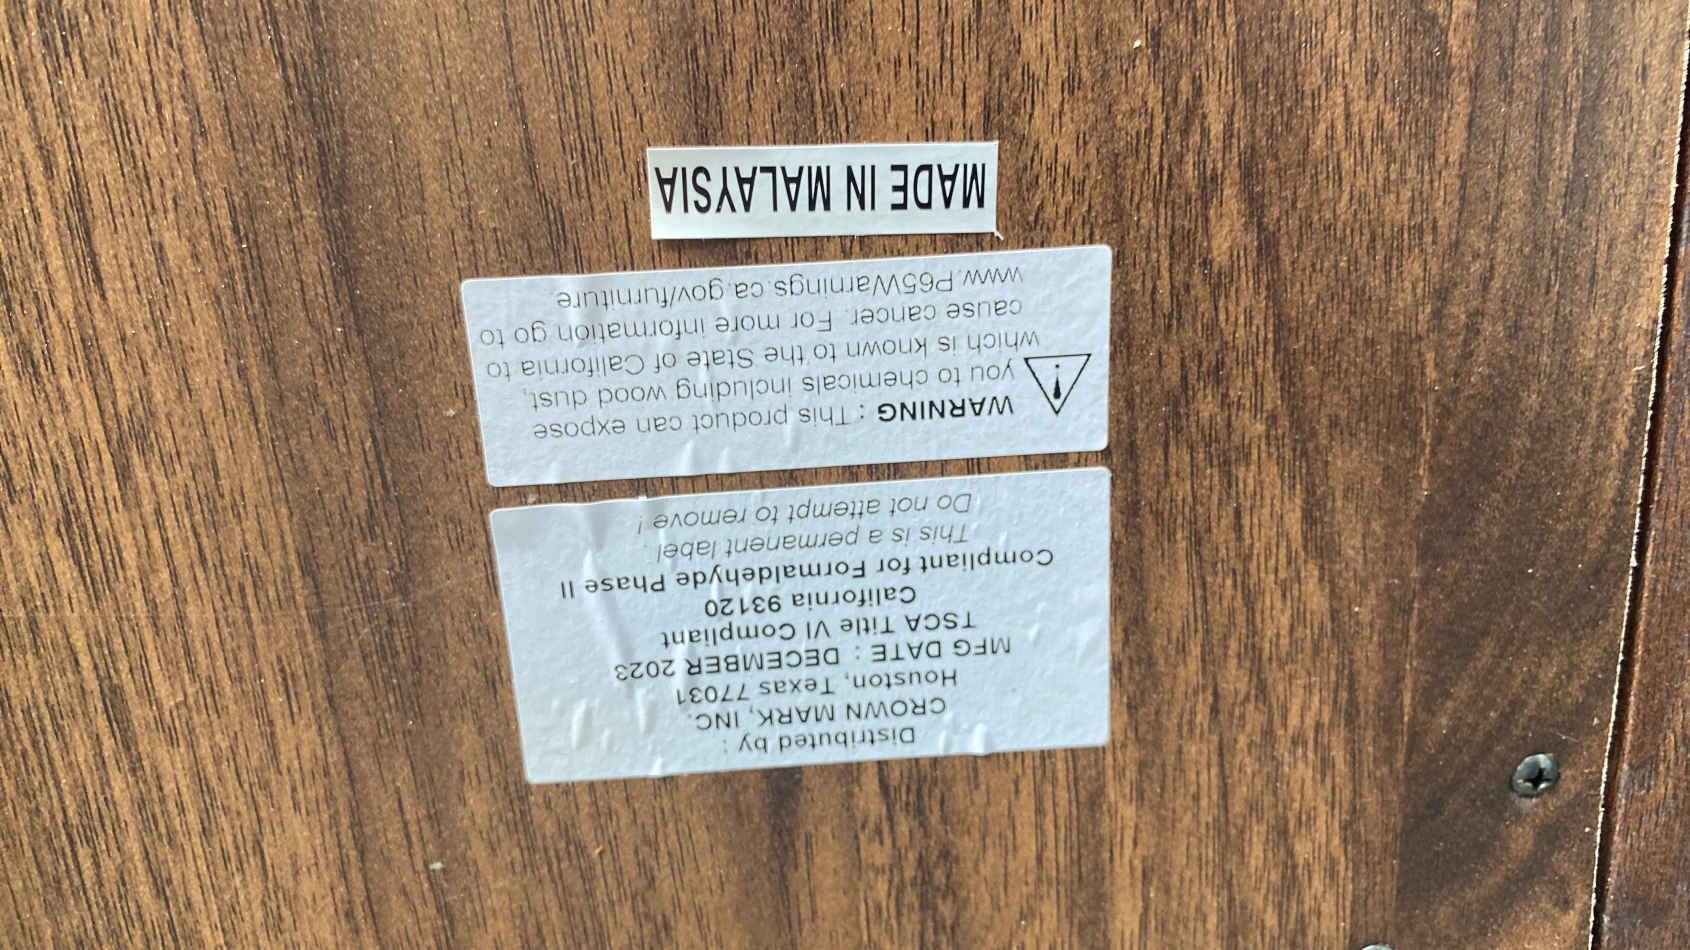 Distributed by :
CROWN MARK, INC.
Houston, Texas 77031
MFG DATE : DECEMBER 2023
TSCA Title VI Compliant
California 93120
Compliant for Formaldehyde Phase II
This is a permanent label.
Do not attempt to remove !
WARNING : This product can expose
you to chemicals including wood dust,
which is known to the State of California to
cause cancer. For more information go to
www.P65Warnings.ca.gov/furniture
MADE IN MALAYSIA